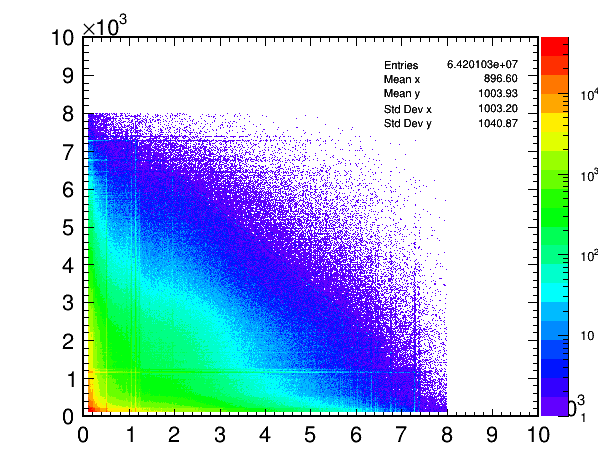 ×10³
10
9
8
7
6
5
4
3
2
1
0
Entries 6.420103e+07
Mean x 896.60
Mean y 1003.93
Std Dev x 1003.20
Std Dev y 1040.87
10⁴
10³
10²
10
1
0 1 2 3 4 5 6 7 8 9 10